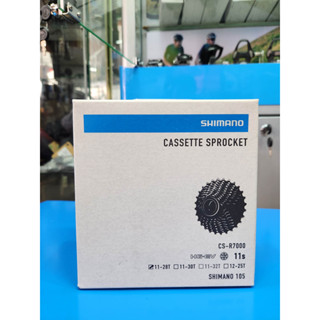 SHIMANO
CASSETTE SPROCKET
CS-R7000
11s
11-28T 11-30T 11-32T 12-25T
SHIMANO 105